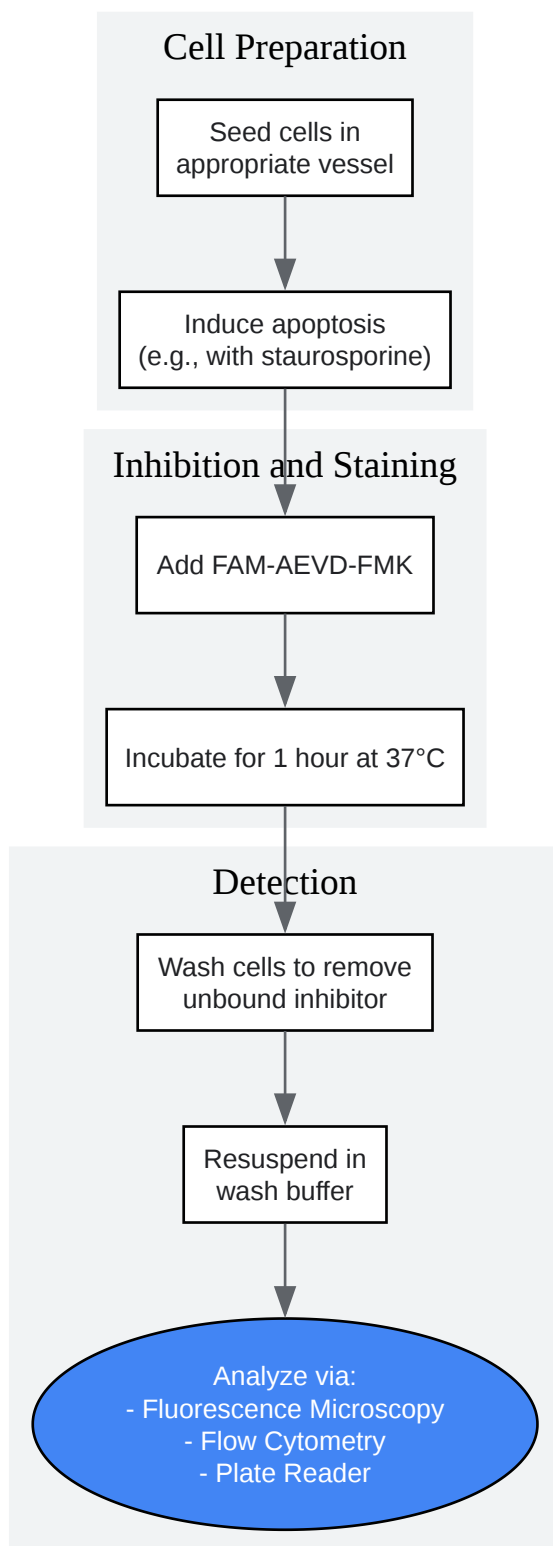 Cell Preparation
Seed cells in
appropriate vessel
Induce apoptosis
(e.g., with staurosporine)
Inhibition and Staining
Add FAM-AEVD-FMK
Incubate for 1 hour at 37°C
Detection
Wash cells to remove
unbound inhibitor
Resuspend in
wash buffer
Analyze via:
- Fluorescence Microscopy
- Flow Cytometry
- Plate Reader